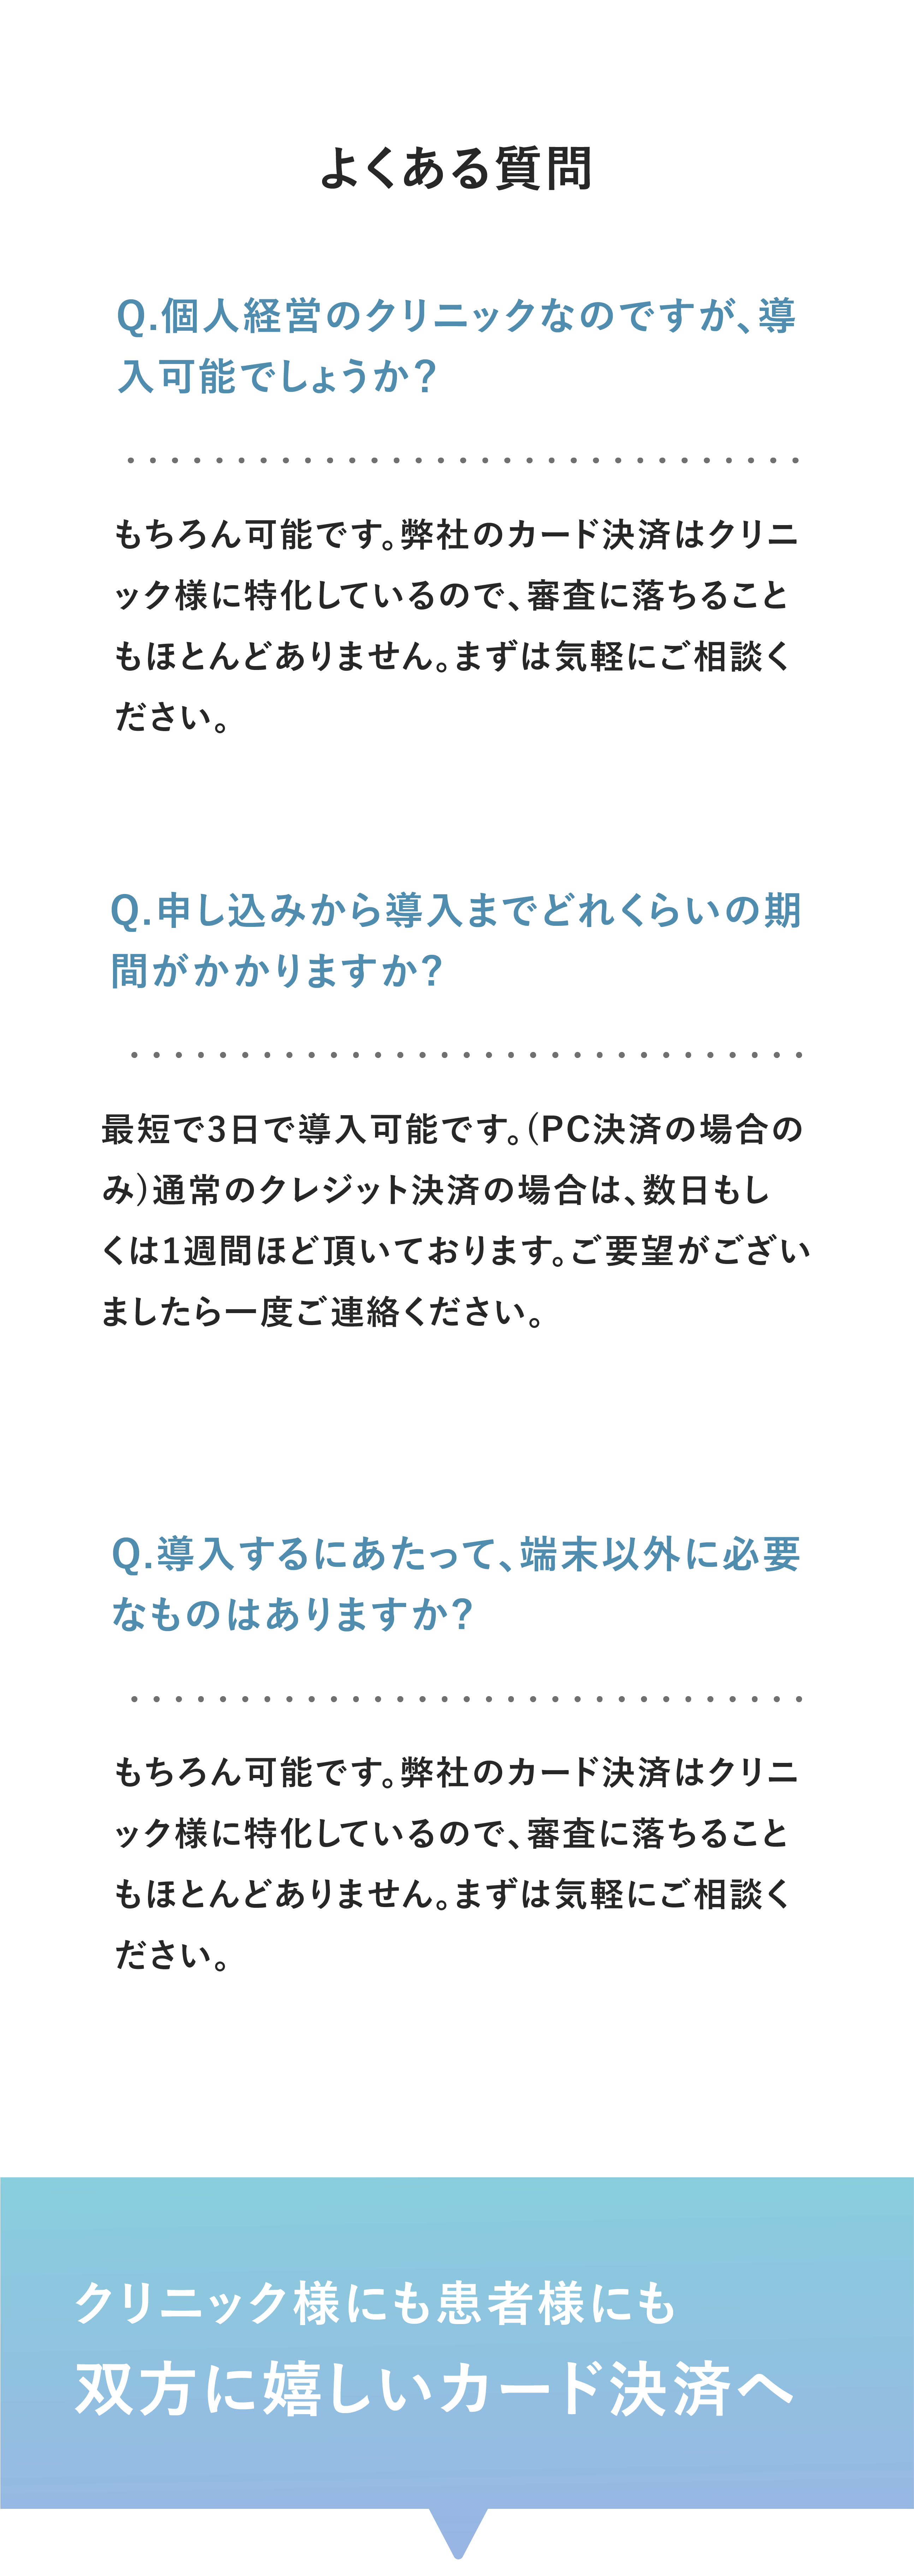 よくある質問
Q.個人経営のクリニックなのですが、導
入可能でしょうか？
もちろん可能です。弊社のカード決済はクリニ
ック様に特化しているので、審査に落ちること
もほとんどありません。まずは気軽にご相談く
ださい。
Q.申し込みから導入までどれくらいの期
間がかかりますか？
最短で3日で導入可能です。(PC決済の場合の
み)通常のクレジット決済の場合は、数日もし
くは1週間ほど頂いております。ご要望がござい
ましたら一度ご連絡ください。
Q.導入するにあたって、端末以外に必要
なものはありますか？
もちろん可能です。弊社のカード決済はクリニ
ック様に特化しているので、審査に落ちること
もほとんどありません。まずは気軽にご相談く
ださい。
クリニック様にも患者様にも
双方に嬉しいカード決済へ